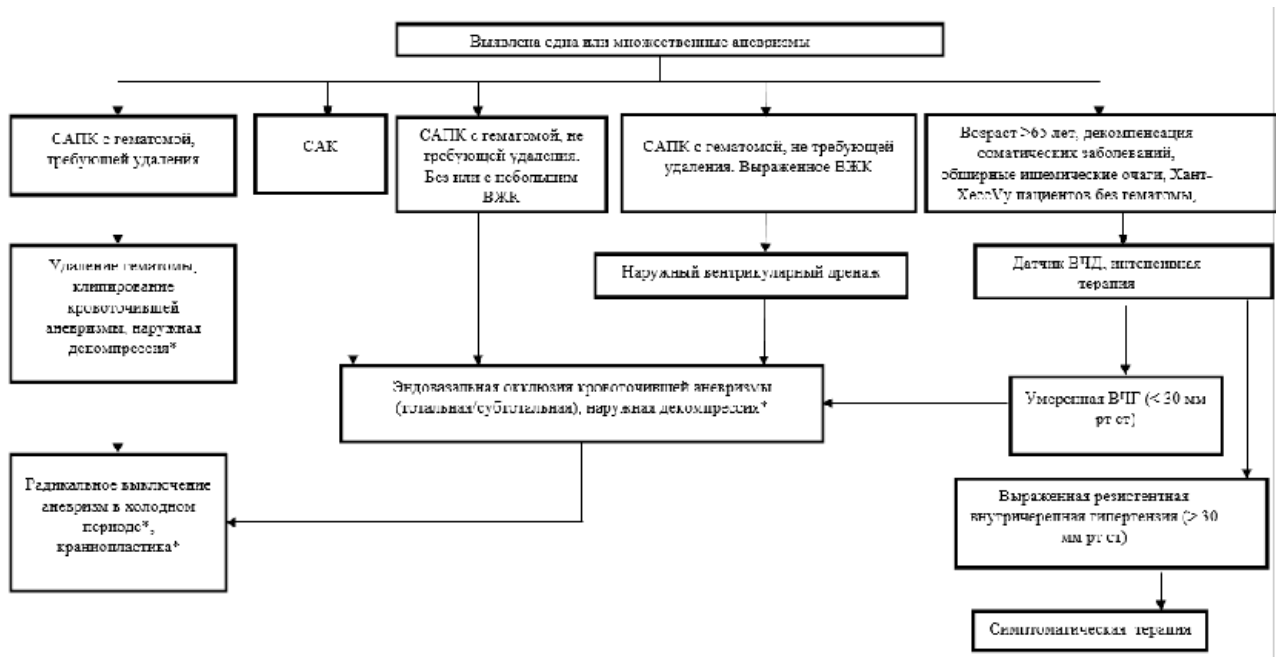 Выявлена одна или множественные аневризмы
САПК с гематомой,
требующей удаления
САК
САПК с гематомой, не
требующей удаления.
Без или с небольшим
ВЖК
САПК с гематомой, не требующей
удаления. Выраженное ВЖК
Возраст >65 лет, декомпенсация
соматических заболеваний,
обширные ишемические очаги, Хант-
ХессVу пациентов без гематомы,
Удаление гематомы,
клипирование
кровоточившей
аневризмы, наружная
декомпрессия*
Наружный вентрикулярный дренаж
Датчик ВЧД, интенсивная
терапия
Эндовазальная окклюзия кровоточившей аневризмы
(тотальная/субтотальная), наружная декомпрессия*
Умеренная ВЧГ (< 30 мм
рт ст)
Радикальное выключение
аневризм в холодном
периоде*,
краниопластика*
Выраженная резистентная
внутричерепная гипертензия (> 30
мм рт ст)
Симптоматическая терапия